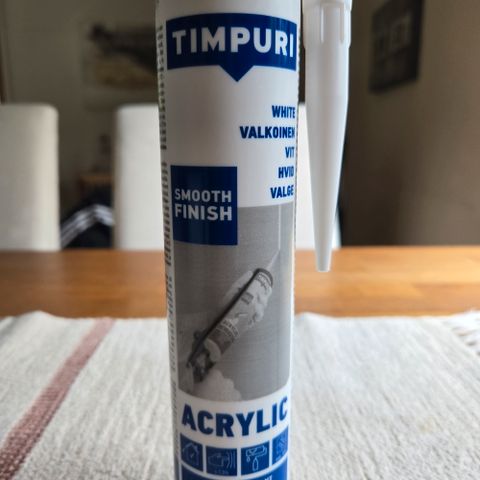 TIMPURI
WHITE
VALKOINEN
VIT
HVID
VALGE
SMOOTH
FINISH
ACRYLIC